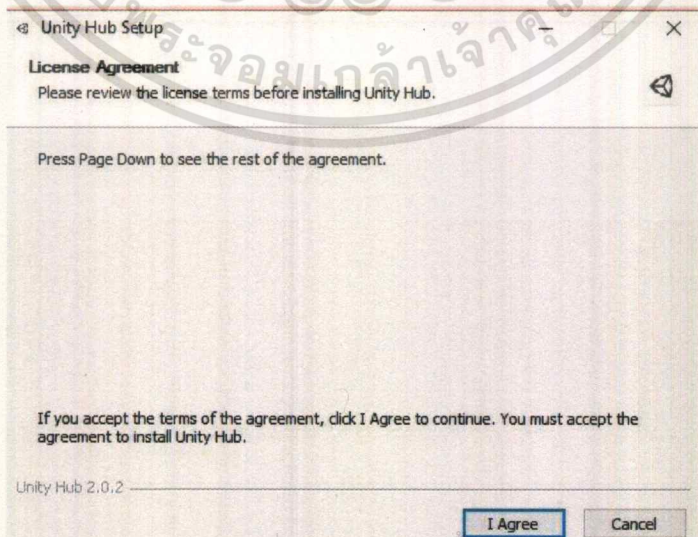 Unity Hub Setup
License Agreement
Please review the license terms before installing Unity Hub.
Press Page Down to see the rest of the agreement.
If you accept the terms of the agreement, click I Agree to continue. You must accept the
agreement to install Unity Hub.
Unity Hub 2.0.2
I Agree
Cancel